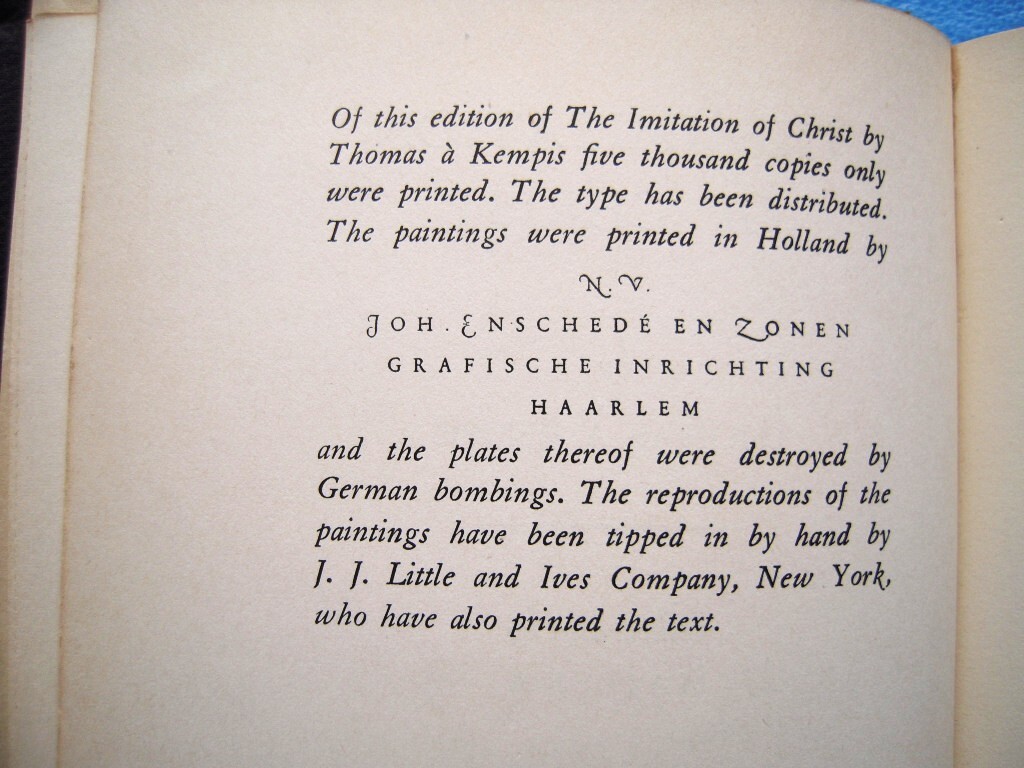 Of this edition of The Imitation of Christ by
Thomas à Kempis five thousand copies only
were printed. The type has been distributed.
The paintings were printed in Holland by
N. V.
JOH. ENSCHEDÉ EN ZONEN
GRAFISCHE INRICHTING
HAARLEM
and the plates thereof were destroyed by
German bombings. The reproductions of the
paintings have been tipped in by hand by
J. J. Little and Ives Company, New York,
who have also printed the text.